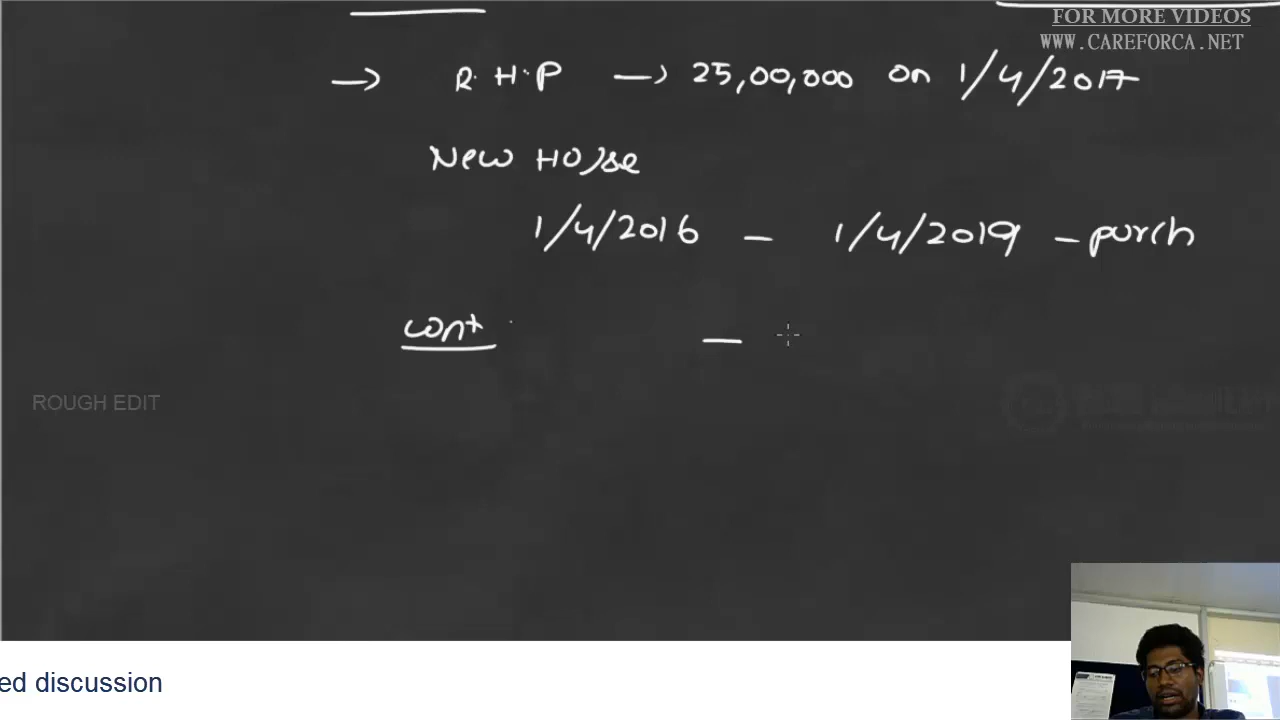 FOR MORE VIDEOS
WWW.CAREFORCA.NET
→ R.H.P → 25,00,000 on 1/4/2017
New House
1/4/2016 – 1/4/2019 – purch
Cont –
ROUGH EDIT
ed discussion